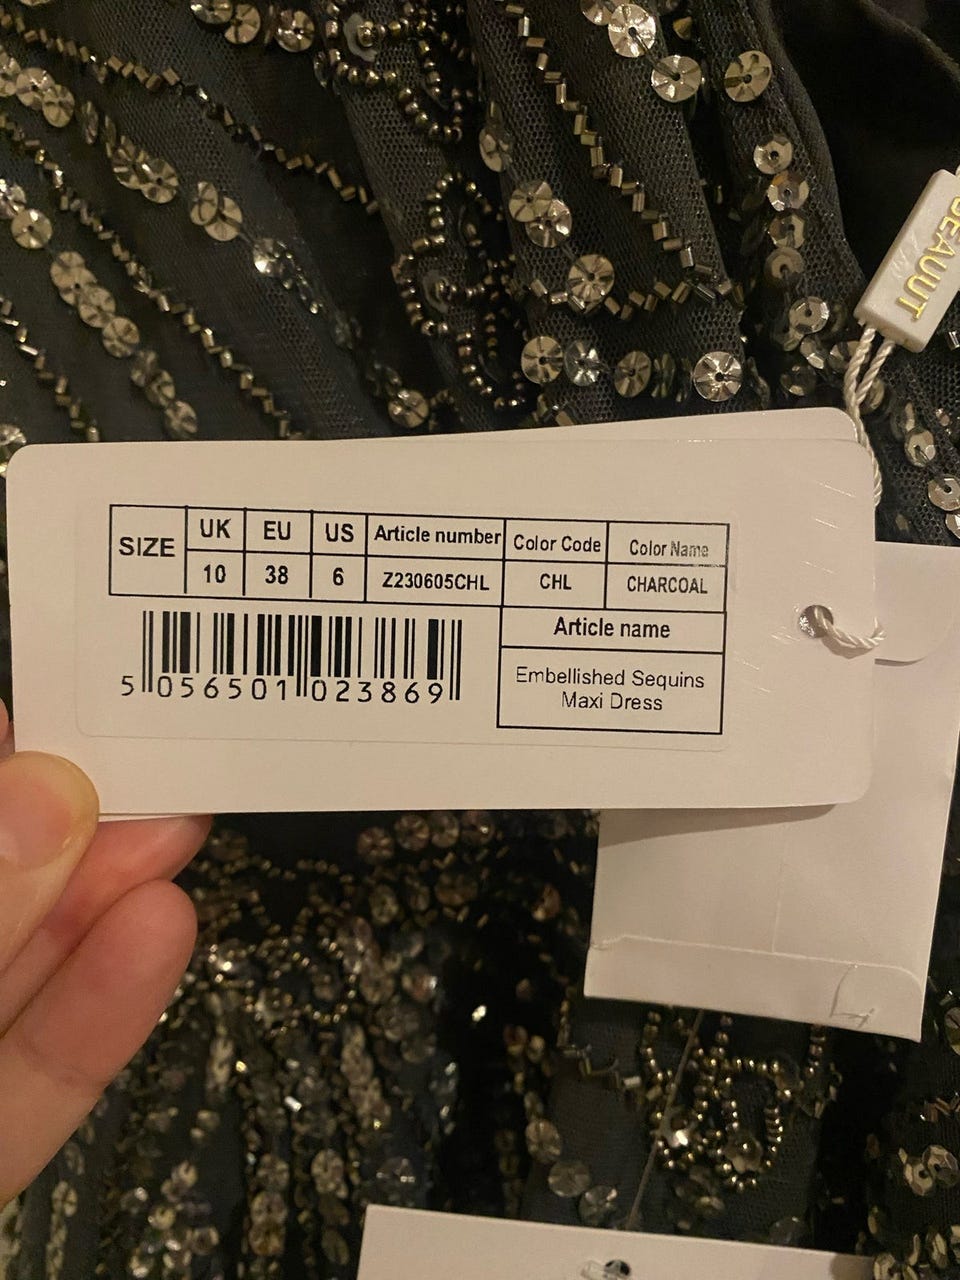 BEAUUT
SIZE UK EU US Article number Color Code Color Name
10 38 6 Z230605CHL CHL CHARCOAL
Article name
Embellished Sequins
Maxi Dress
5 056501 023869